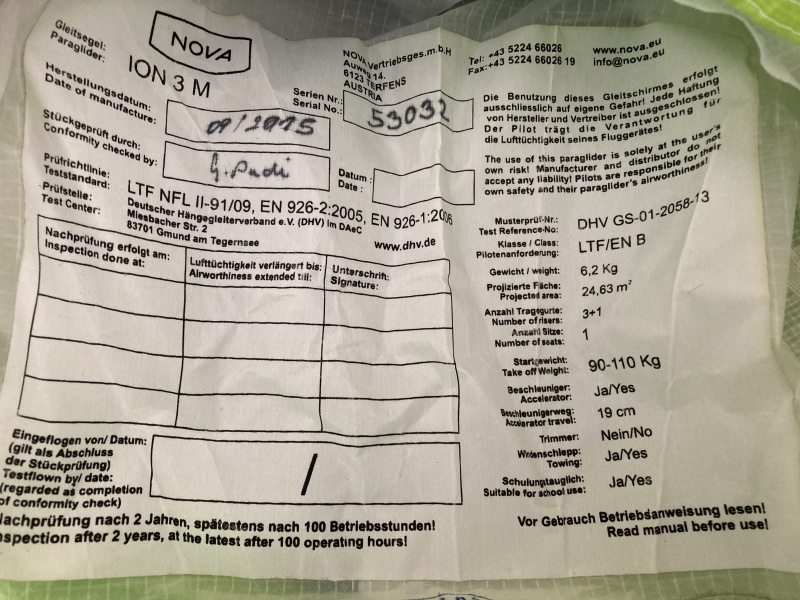 NOVA
Gleitsegel:
Paraglider:
ION 3 M
NOVA Vertriebsges.m.b.H
Auweg 14.
6123 TERFENS
AUSTRIA
Tel: +43 5224 66026
Fax:+43 5224 66026 19
www.nova.eu
info@nova.eu
Herstellungsdatum:
Date of manufacture:
09/2015
Serien Nr.:
Serial No.:
53032
Stückgeprüft durch:
Conformity checked by:
Datum :
Date :
Prüfrichtlinie:
Teststandard:
LTF NFL II-91/09, EN 926-2:2005, EN 926-1:2006
Prüfstelle:
Test Center:
Deutscher Hängegleiterverband e.V. (DHV) im DAeC
Miesbacher Str. 2
83701 Gmund am Tegernsee
www.dhv.de
Nachprüfung erfolgt am:
Inspection done at:
Lufttüchtigkeit verlängert bis:
Airworthiness extended till:
Unterschrift:
Signature:
Eingeflogen von/ Datum:
(gilt als Abschluss
der Stückprüfung)
Testflown by/ date:
(regarded as completion
of conformity check)
/
Nachprüfung nach 2 Jahren, spätestens nach 100 Betriebsstunden!
nspection after 2 years, at the latest after 100 operating hours!
Die Benutzung dieses Gleitschirmes erfolgt
ausschliesslich auf eigene Gefahr! Jede Haftung
von Hersteller und Vertreiber ist ausgeschlossen!
Der Pilot trägt die Verantwortung für
die Lufttüchtigkeit seines Fluggerätes!
The use of this paraglider is solely at the user's
own risk! Manufacturer and distributor do not
accept any liability! Pilots are responsible for their
own safety and their paraglider's airworthiness!
Musterprüf-Nr.:
Test Reference-No:
DHV GS-01-2058-13
Klasse / Class:
Pilotenanforderung:
LTF/EN B
Gewicht / weight:
6,2 Kg
Projizierte Fläche:
Projected area:
24,63 m²
Anzahl Tragegurte:
Number of risers:
3+1
Anzahl Sitze:
Number of seats:
1
Startgewicht:
Take off Weight:
90-110 Kg
Beschleuniger:
Accelerator:
Ja/Yes
Beschleunigerweg:
Accelerator travel:
19 cm
Trimmer:
Nein/No
Windenschlepp:
Towing:
Ja/Yes
Schulungstauglich:
Suitable for school use:
Ja/Yes
Vor Gebrauch Betriebsanweisung lesen!
Read manual before use!